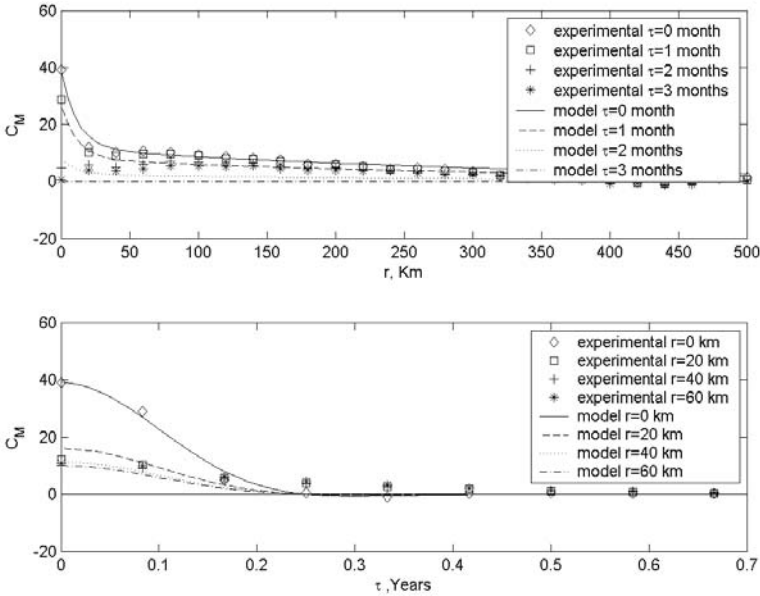 60
40
20
0
-20
C_M
0
50
100
150
200
250
300
350
400
450
500
r, Km
experimental τ=0 month
experimental τ=1 month
experimental τ=2 months
experimental τ=3 months
model τ=0 month
model τ=1 month
model τ=2 months
model τ=3 months
60
40
20
0
-20
C_M
0
0.1
0.2
0.3
0.4
0.5
0.6
0.7
τ ,Years
experimental r=0 km
experimental r=20 km
experimental r=40 km
experimental r=60 km
model r=0 km
model r=20 km
model r=40 km
model r=60 km